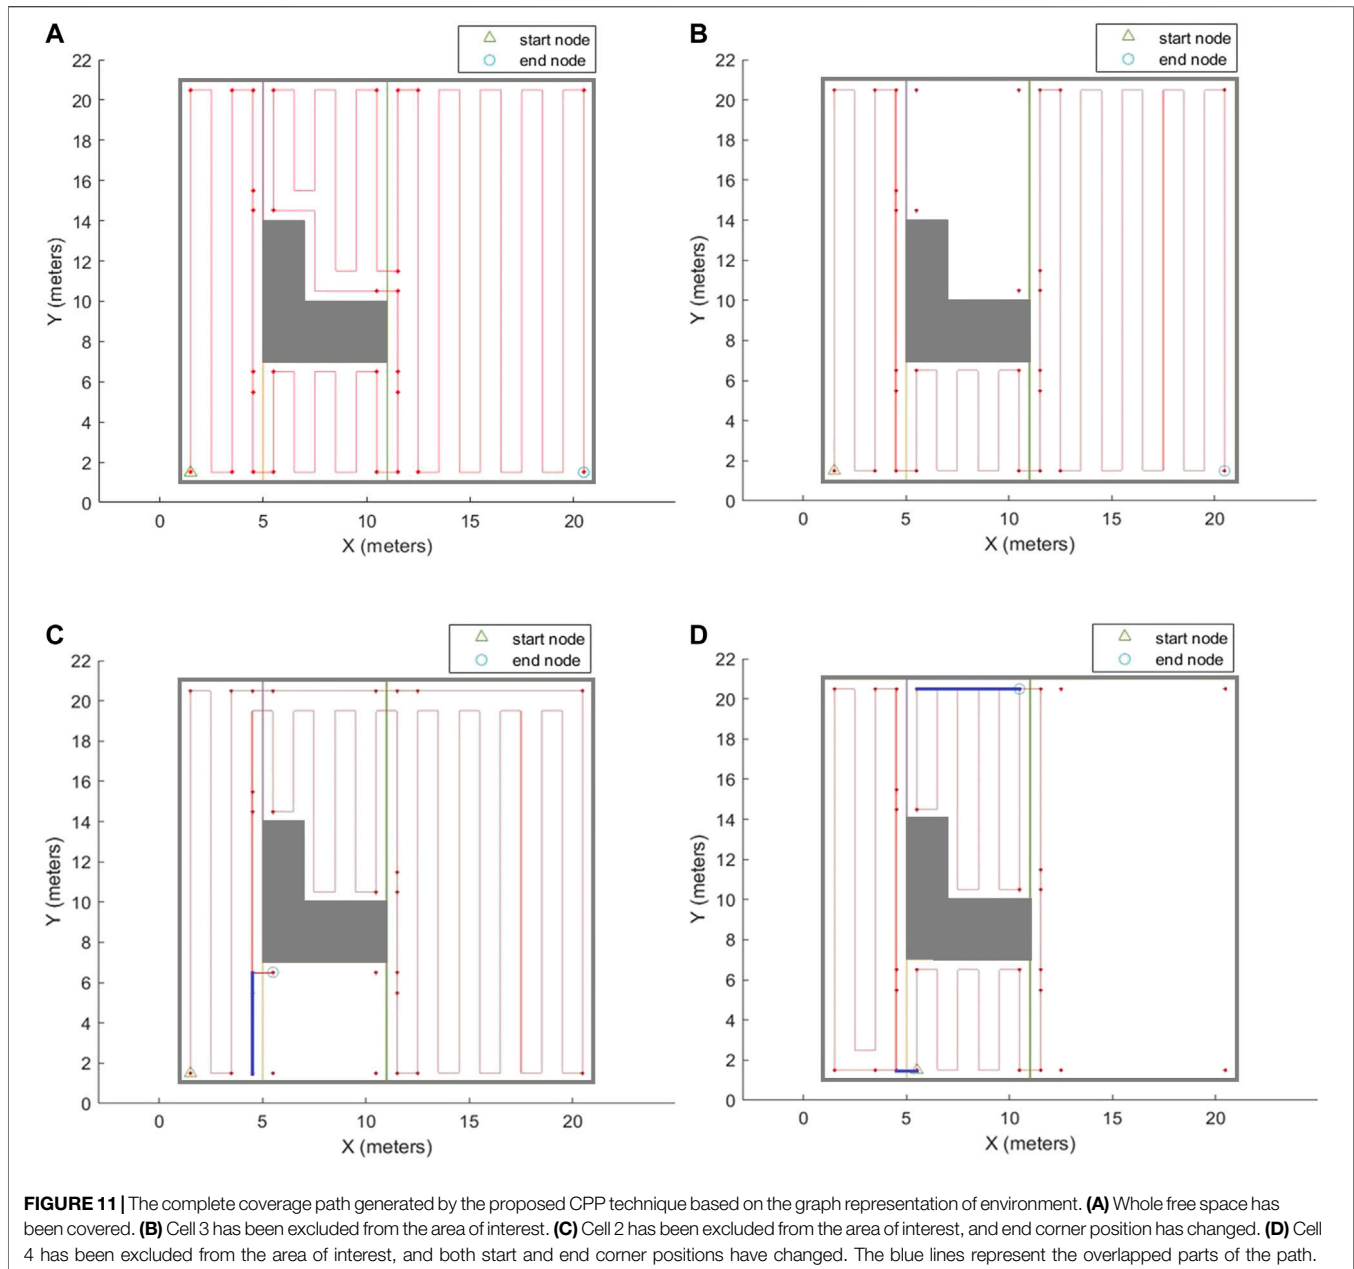 A
start node
end node
22
20
18
16
14
12
10
8
6
4
2
0
Y (meters)
0 5 10 15 20
X (meters)
B
start node
end node
22
20
18
16
14
12
10
8
6
4
2
0
Y (meters)
0 5 10 15 20
X (meters)
C
start node
end node
22
20
18
16
14
12
10
8
6
4
2
0
Y (meters)
0 5 10 15 20
X (meters)
D
start node
end node
22
20
18
16
14
12
10
8
6
4
2
0
Y (meters)
0 5 10 15 20
X (meters)
FIGURE 11 | The complete coverage path generated by the proposed CPP technique based on the graph representation of environment. (A) Whole free space has
been covered. (B) Cell 3 has been excluded from the area of interest. (C) Cell 2 has been excluded from the area of interest, and end corner position has changed. (D) Cell
4 has been excluded from the area of interest, and both start and end corner positions have changed. The blue lines represent the overlapped parts of the path.